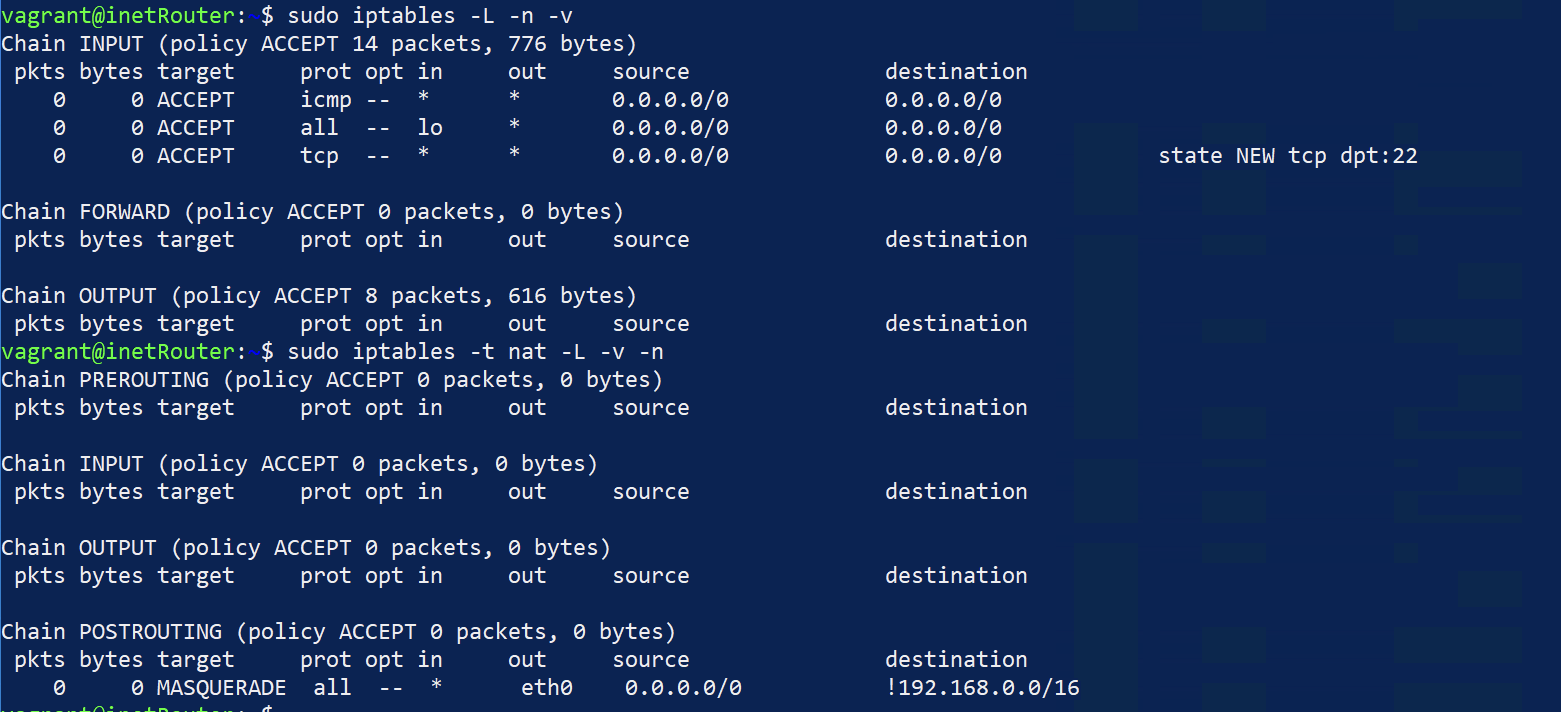 vagrant@inetRouter:~$ sudo iptables -L -n -v
Chain INPUT (policy ACCEPT 14 packets, 776 bytes)
 pkts bytes target     prot opt in     out     source               destination
    0     0 ACCEPT     icmp --  *      *       0.0.0.0/0            0.0.0.0/0
    0     0 ACCEPT     all  --  lo     *       0.0.0.0/0            0.0.0.0/0
    0     0 ACCEPT     tcp  --  *      *       0.0.0.0/0            0.0.0.0/0            state NEW tcp dpt:22

Chain FORWARD (policy ACCEPT 0 packets, 0 bytes)
 pkts bytes target     prot opt in     out     source               destination

Chain OUTPUT (policy ACCEPT 8 packets, 616 bytes)
 pkts bytes target     prot opt in     out     source               destination
vagrant@inetRouter:~$ sudo iptables -t nat -L -v -n
Chain PREROUTING (policy ACCEPT 0 packets, 0 bytes)
 pkts bytes target     prot opt in     out     source               destination

Chain INPUT (policy ACCEPT 0 packets, 0 bytes)
 pkts bytes target     prot opt in     out     source               destination

Chain OUTPUT (policy ACCEPT 0 packets, 0 bytes)
 pkts bytes target     prot opt in     out     source               destination

Chain POSTROUTING (policy ACCEPT 0 packets, 0 bytes)
 pkts bytes target     prot opt in     out     source               destination
    0     0 MASQUERADE  all  --  *      eth0    0.0.0.0/0           !192.168.0.0/16